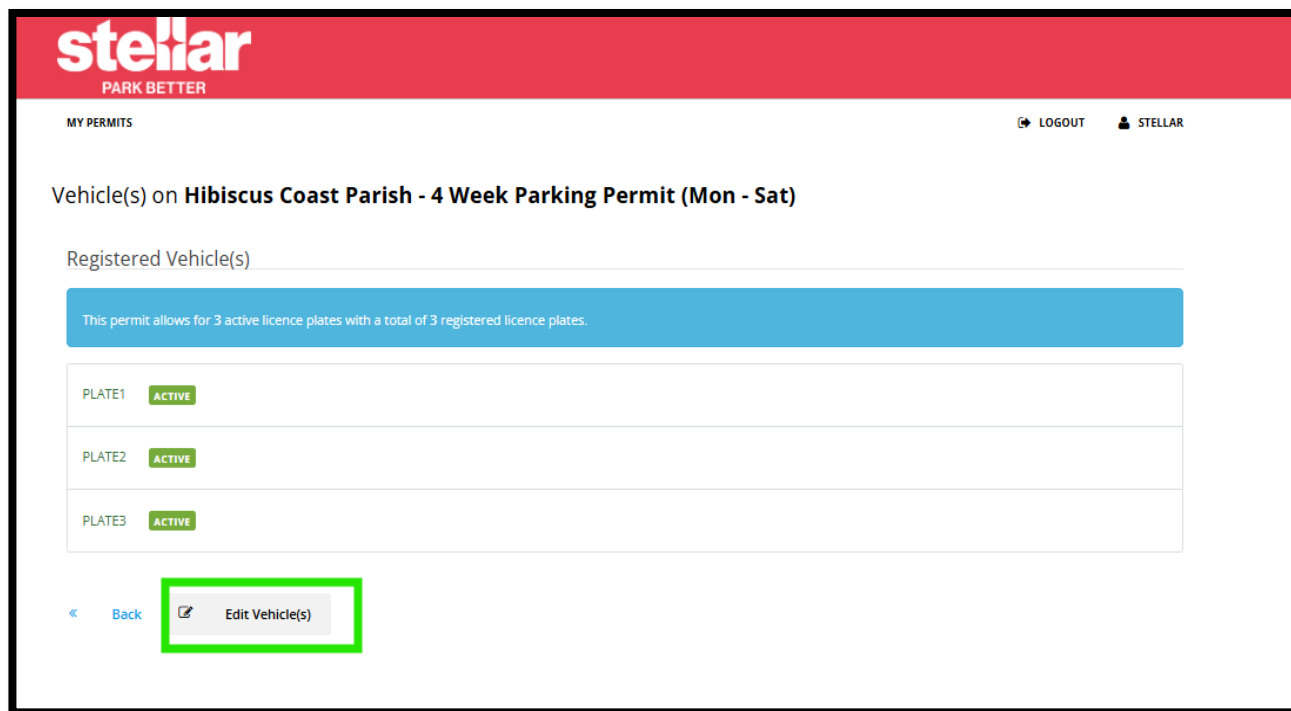 stellar
PARK BETTER
MY PERMITS LOGOUT STELLAR
Vehicle(s) on Hibiscus Coast Parish - 4 Week Parking Permit (Mon - Sat)
Registered Vehicle(s)
This permit allows for 3 active licence plates with a total of 3 registered licence plates.
PLATE1 ACTIVE
PLATE2 ACTIVE
PLATE3 ACTIVE
« Back Edit Vehicle(s)